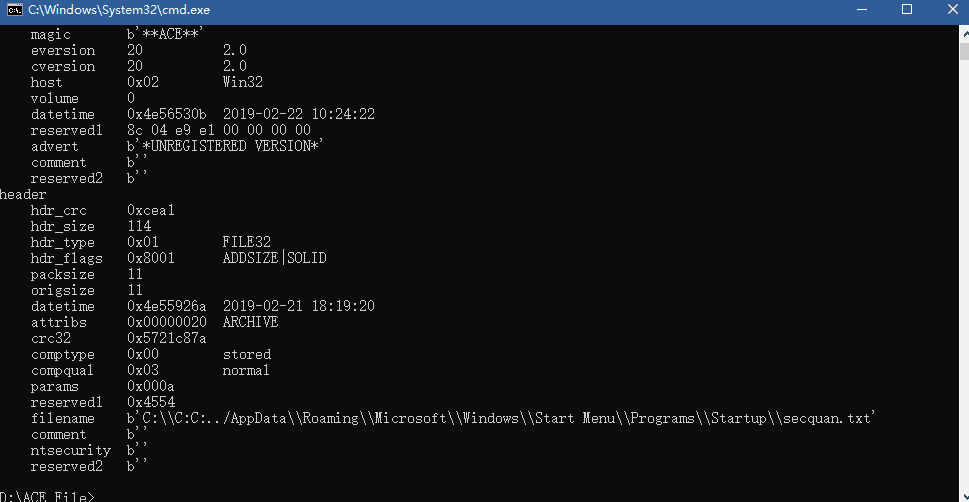 C:\Windows\System32\cmd.exe
magic b'**ACE**'
eversion 20 2.0
cversion 20 2.0
host 0x02 Win32
volume 0
datetime 0x4e56530b 2019-02-22 10:24:22
reserved1 8c 04 e9 e1 00 00 00 00
advert b'*UNREGISTERED VERSION*'
comment b''
reserved2 b''
header
hdr_crc 0xcea1
hdr_size 114
hdr_type 0x01 FILE32
hdr_flags 0x8001 ADDSIZE|SOLID
packsize 11
origsize 11
datetime 0x4e55926a 2019-02-21 18:19:20
attribs 0x00000020 ARCHIVE
crc32 0x5721c87a
comptype 0x00 stored
compqual 0x03 normal
params 0x000a
reserved1 0x4554
filename b'C:\\C:C:../AppData\\Roaming\\Microsoft\\Windows\\Start Menu\\Programs\\Startup\\secquan.txt'
comment b''
ntsecurity b''
reserved2 b''
D:\ACE File>